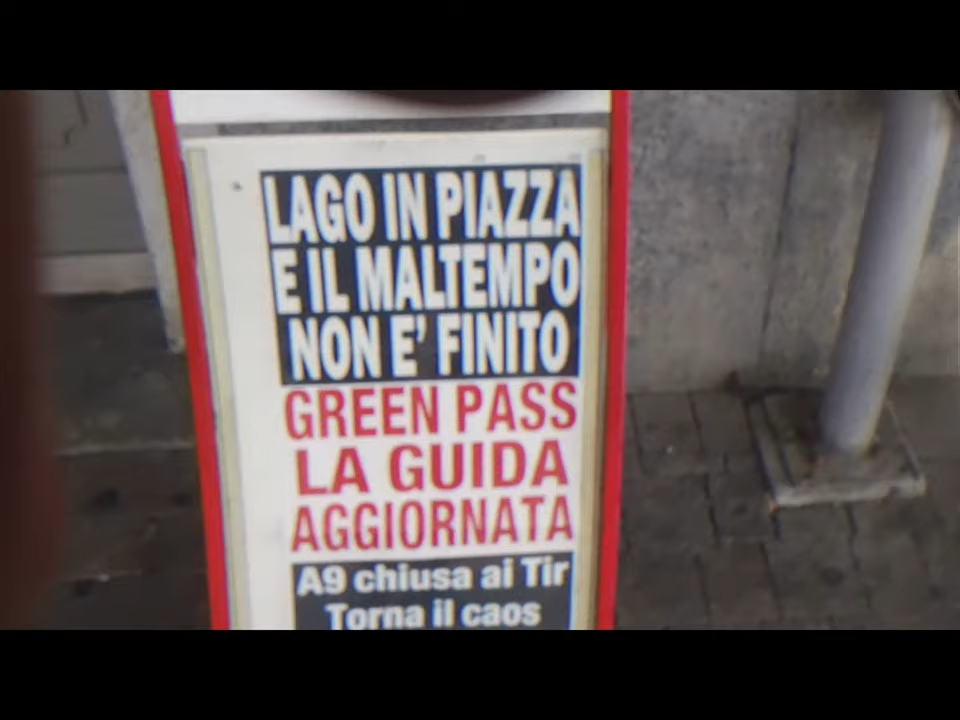 LAGO IN PIAZZA
E IL MALTEMPO
NON E' FINITO
GREEN PASS
LA GUIDA
AGGIORNATA
A9 chiusa ai Tir
Torna il caos